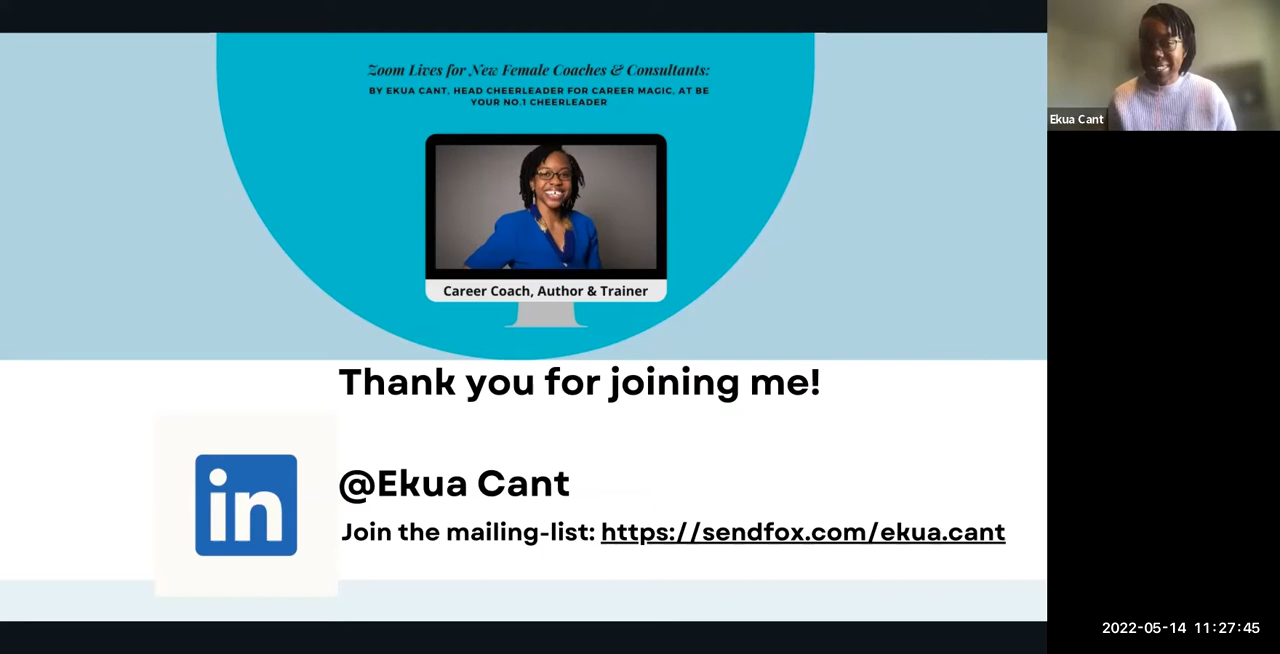 Zoom Lives for New Female Coaches & Consultants:
BY EKUA CANT, HEAD CHEERLEADER FOR CAREER MAGIC. AT BE
YOUR NO.1 CHEERLEADER
Career Coach, Author & Trainer
Thank you for joining me!
in
@Ekua Cant
Join the mailing-list: https://sendfox.com/ekua.cant
Ekua Cant
2022-05-14 11:27:45